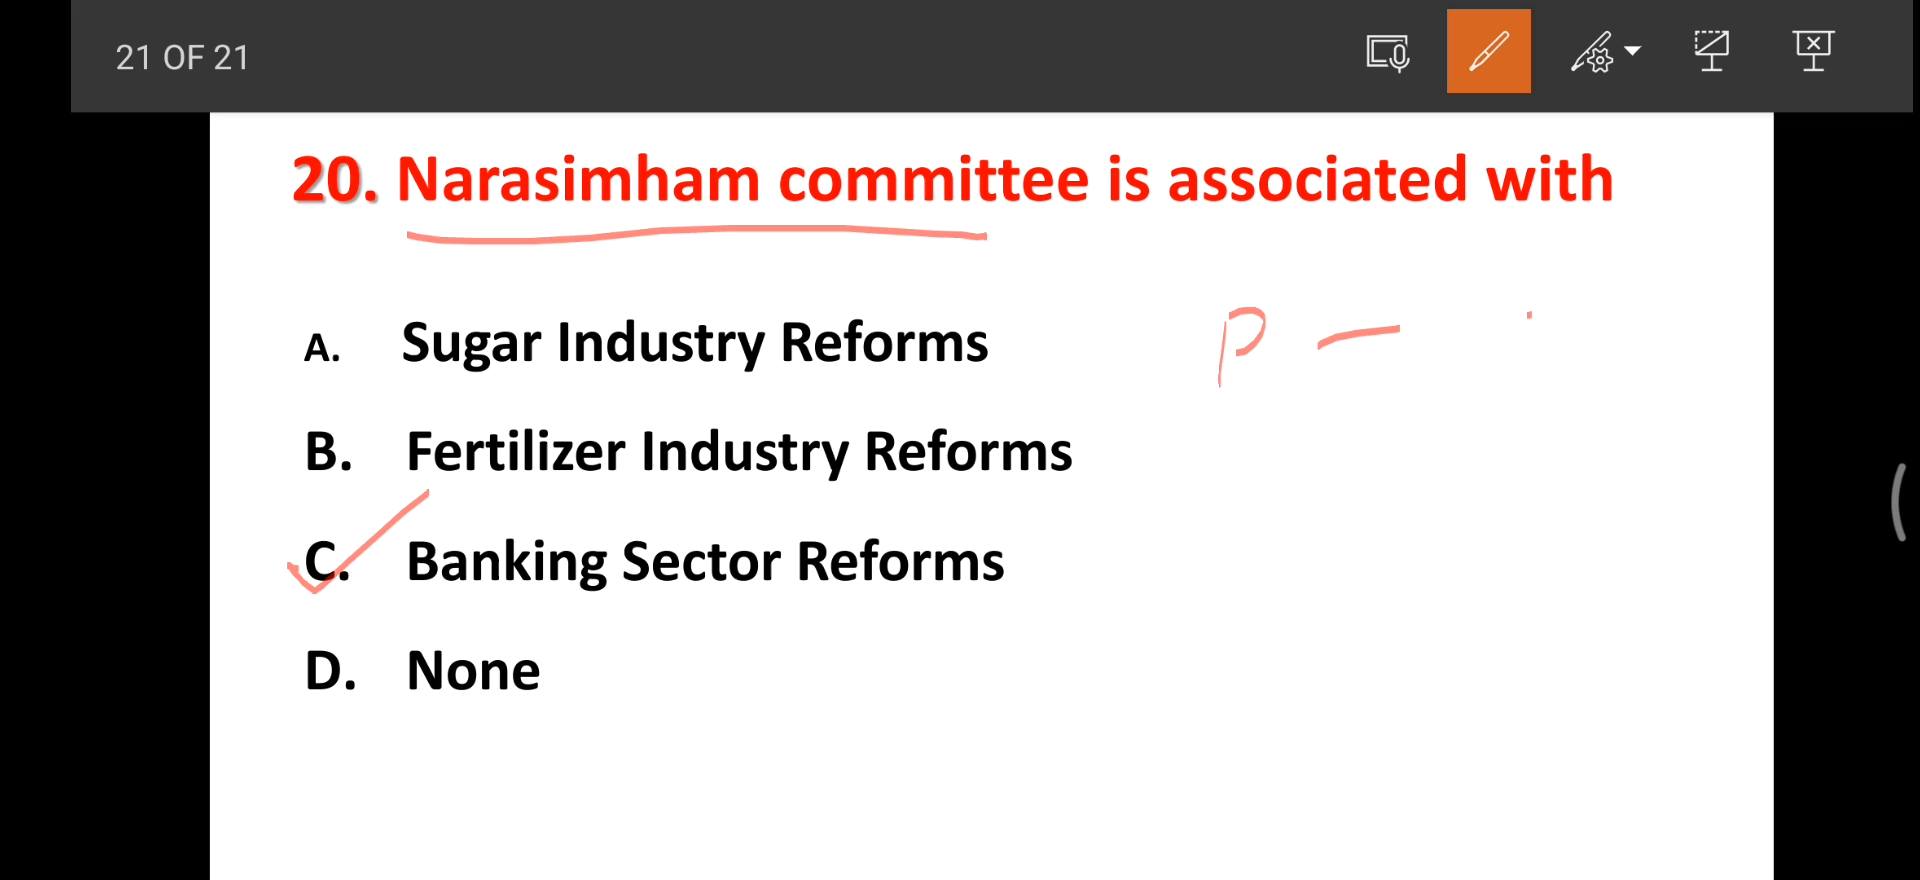 21 OF 21
20. Narasimham committee is associated with
A. Sugar Industry Reforms
P –
B. Fertilizer Industry Reforms
C. Banking Sector Reforms
D. None